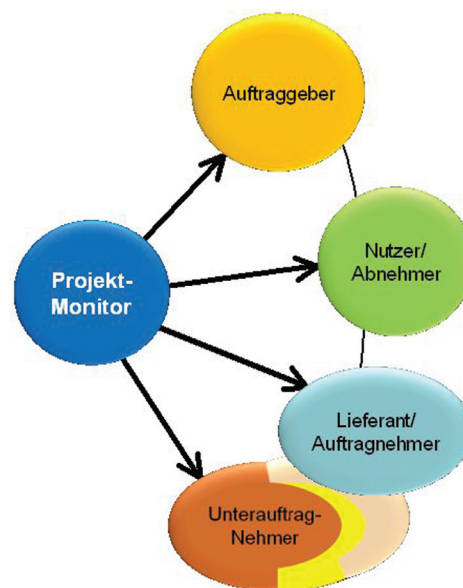 Auftraggeber
Projekt-
Monitor
Nutzer/
Abnehmer
Lieferant/
Auftragnehmer
Unterauftrag-
Nehmer